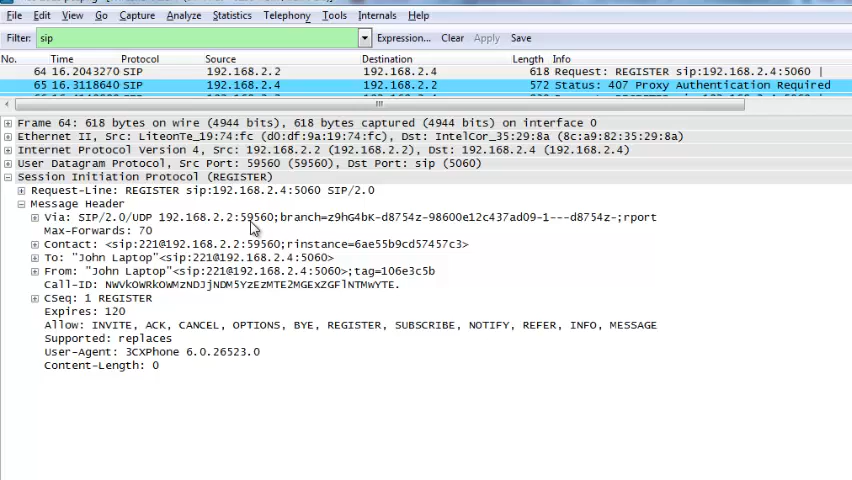 File Edit View Go Capture Analyze Statistics Telephony Tools Internals Help
Filter: sip Expression... Clear Apply Save
No. Time Protocol Source Destination Length Info
64 16.2043270 SIP 192.168.2.2 192.168.2.4 618 Request: REGISTER sip:192.168.2.4:5060 |
65 16.3118640 SIP 192.168.2.4 192.168.2.2 572 Status: 407 Proxy Authentication Required
Frame 64: 618 bytes on wire (4944 bits), 618 bytes captured (4944 bits) on interface 0
Ethernet II, Src: LiteonTe_19:74:fc (d0:df:9a:19:74:fc), Dst: IntelCor_35:29:8a (8c:a9:82:35:29:8a)
Internet Protocol Version 4, Src: 192.168.2.2 (192.168.2.2), Dst: 192.168.2.4 (192.168.2.4)
User Datagram Protocol, Src Port: 59560 (59560), Dst Port: sip (5060)
Session Initiation Protocol (REGISTER)
Request-Line: REGISTER sip:192.168.2.4:5060 SIP/2.0
Message Header
Via: SIP/2.0/UDP 192.168.2.2:59560;branch=z9hG4bK-d8754z-98600e12c437ad09-1---d8754z-;rport
Max-Forwards: 70
Contact: <sip:221@192.168.2.2:59560;rinstance=6ae55b9cd57457c3>
To: "John Laptop"<sip:221@192.168.2.4:5060>
From: "John Laptop"<sip:221@192.168.2.4:5060>;tag=106e3c5b
Call-ID:
CSeq: 1 REGISTER
Expires: 120
Allow: INVITE, ACK, CANCEL, OPTIONS, BYE, REGISTER, SUBSCRIBE, NOTIFY, REFER, INFO, MESSAGE
Supported: replaces
User-Agent: 3CXPhone 6.0.26523.0
Content-Length: 0